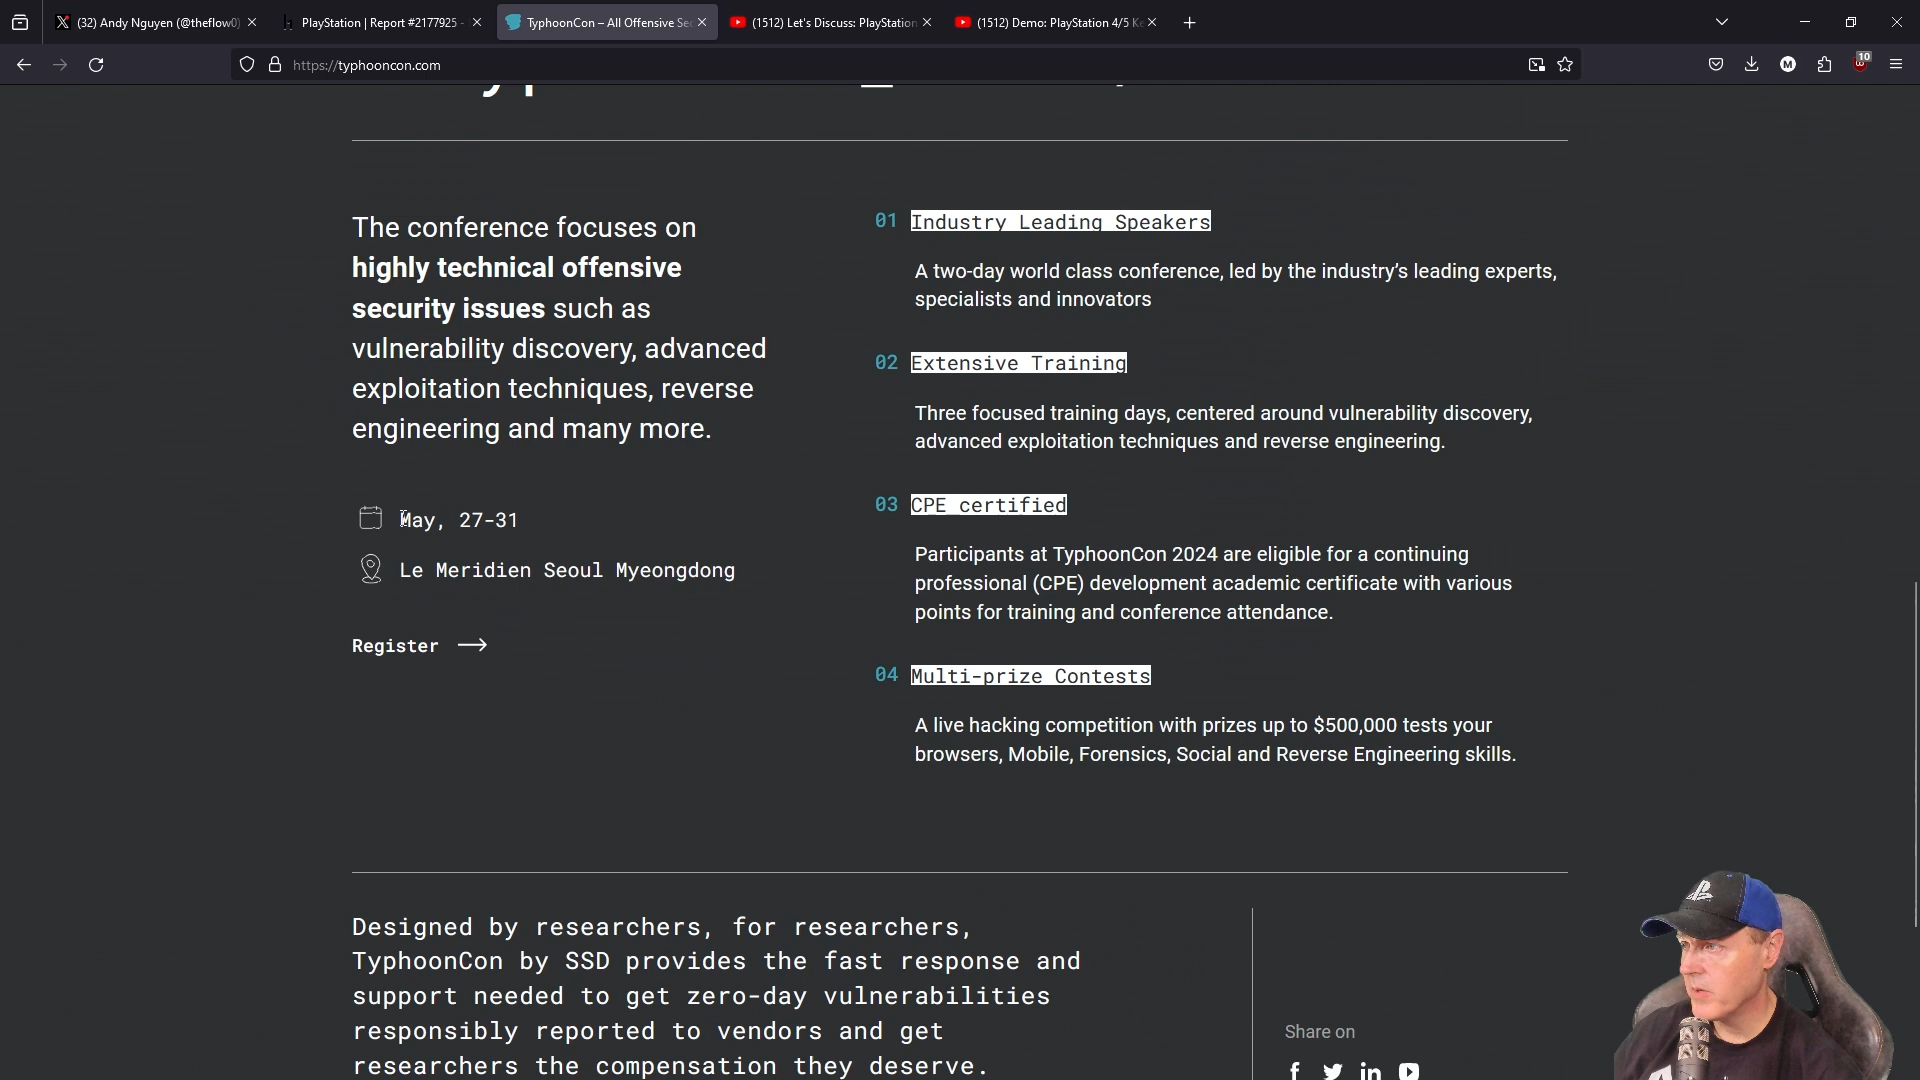 (32) Andy Nguyen (@theflow0)
PlayStation | Report #2177925 -
TyphoonCon – All Offensive Sec
(1512) Let's Discuss: PlayStation
(1512) Demo: PlayStation 4/5 Ke
https://typhooncon.com
10
M
The conference focuses on
highly technical offensive
security issues such as
vulnerability discovery, advanced
exploitation techniques, reverse
engineering and many more.
May, 27-31
Le Meridien Seoul Myeongdong
Register
01 Industry Leading Speakers
A two-day world class conference, led by the industry’s leading experts,
specialists and innovators
02 Extensive Training
Three focused training days, centered around vulnerability discovery,
advanced exploitation techniques and reverse engineering.
03 CPE certified
Participants at TyphoonCon 2024 are eligible for a continuing
professional (CPE) development academic certificate with various
points for training and conference attendance.
04 Multi-prize Contests
A live hacking competition with prizes up to $500,000 tests your
browsers, Mobile, Forensics, Social and Reverse Engineering skills.
Designed by researchers, for researchers,
TyphoonCon by SSD provides the fast response and
support needed to get zero-day vulnerabilities
responsibly reported to vendors and get
researchers the compensation they deserve.
Share on